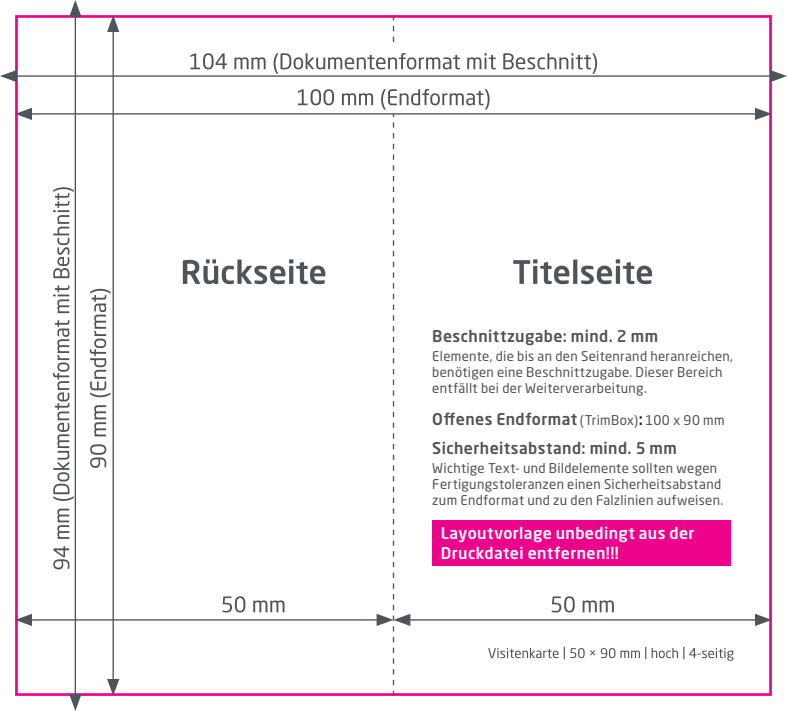 104 mm (Dokumentenformat mit Beschnitt)
100 mm (Endformat)
94 mm (Dokumentenformat mit Beschnitt)
90 mm (Endformat)
Rückseite
Titelseite
Beschnittzugabe: mind. 2 mm
Elemente, die bis an den Seitenrand heranreichen,
benötigen eine Beschnittzugabe. Dieser Bereich
entfällt bei der Weiterverarbeitung.
Offenes Endformat (TrimBox): 100 x 90 mm
Sicherheitsabstand: mind. 5 mm
Wichtige Text- und Bildelemente sollten wegen
Fertigungstoleranzen einen Sicherheitsabstand
zum Endformat und zu den Falzlinien aufweisen.
Layoutvorlage unbedingt aus der
Druckdatei entfernen!!!
50 mm
50 mm
Visitenkarte | 50 × 90 mm | hoch | 4-seitig